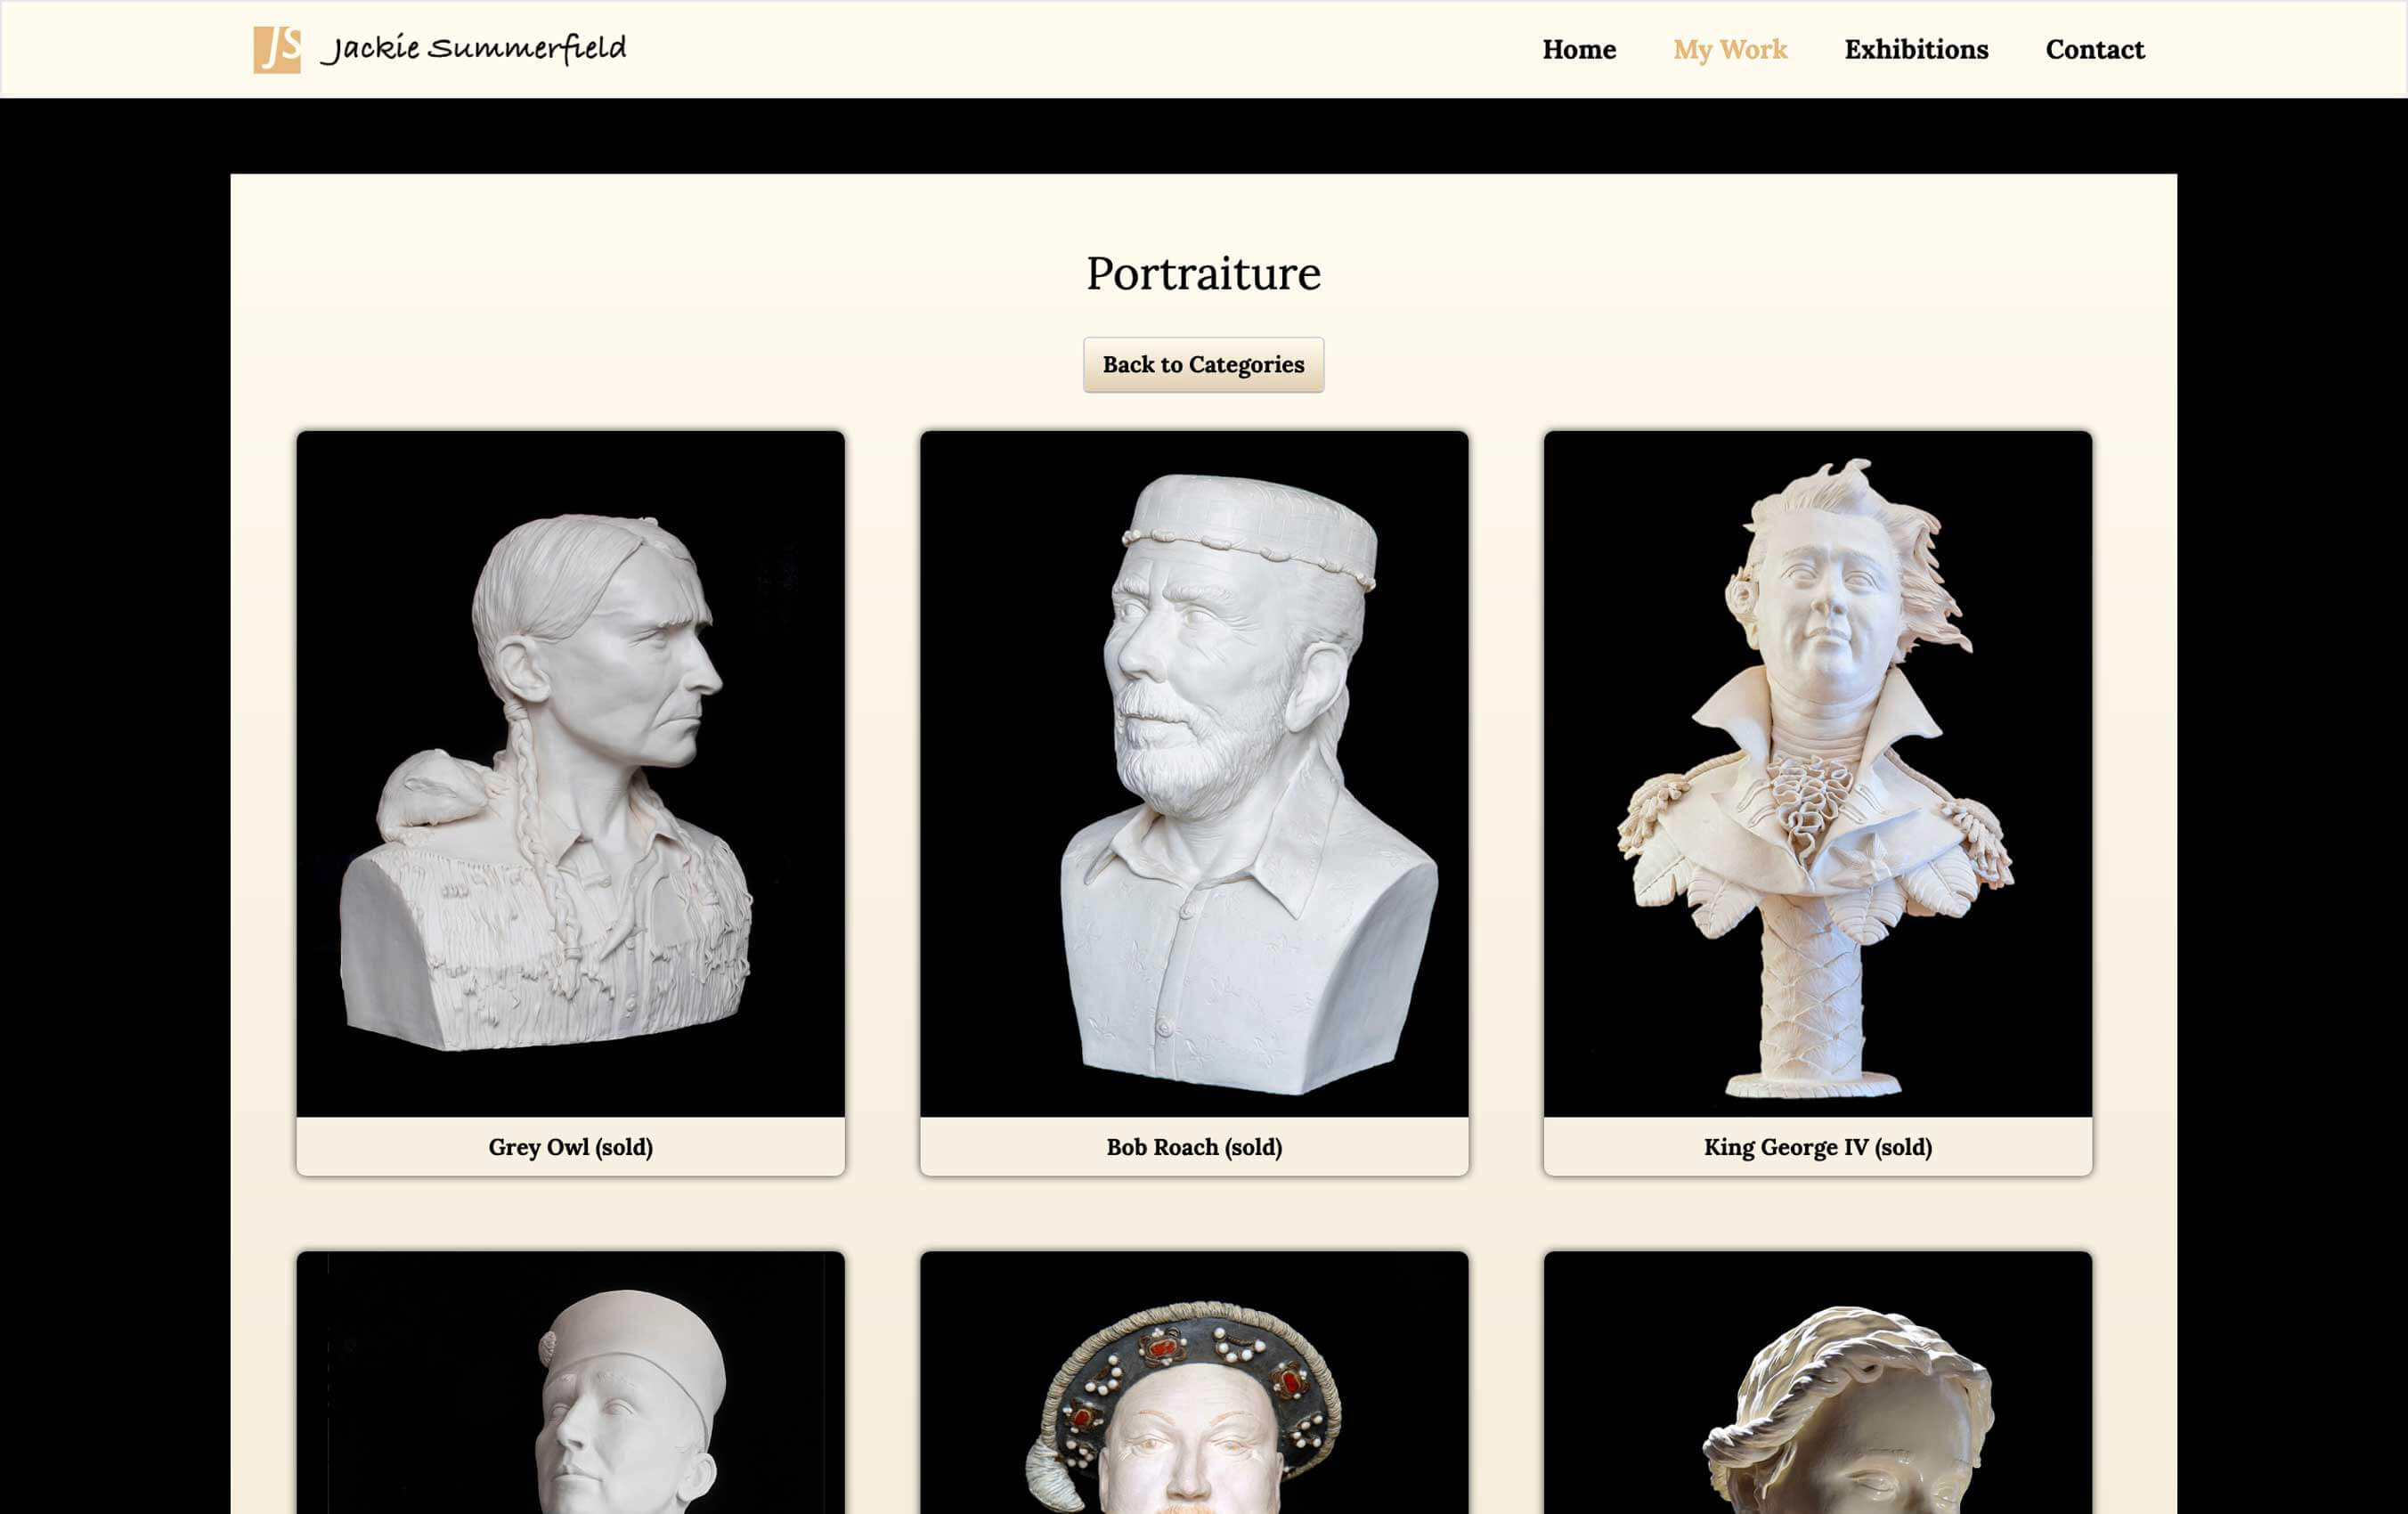 JS Jackie Summerfield
Home My Work Exhibitions Contact
Portraiture
Back to Categories
Grey Owl (sold)
Bob Roach (sold)
King George IV (sold)